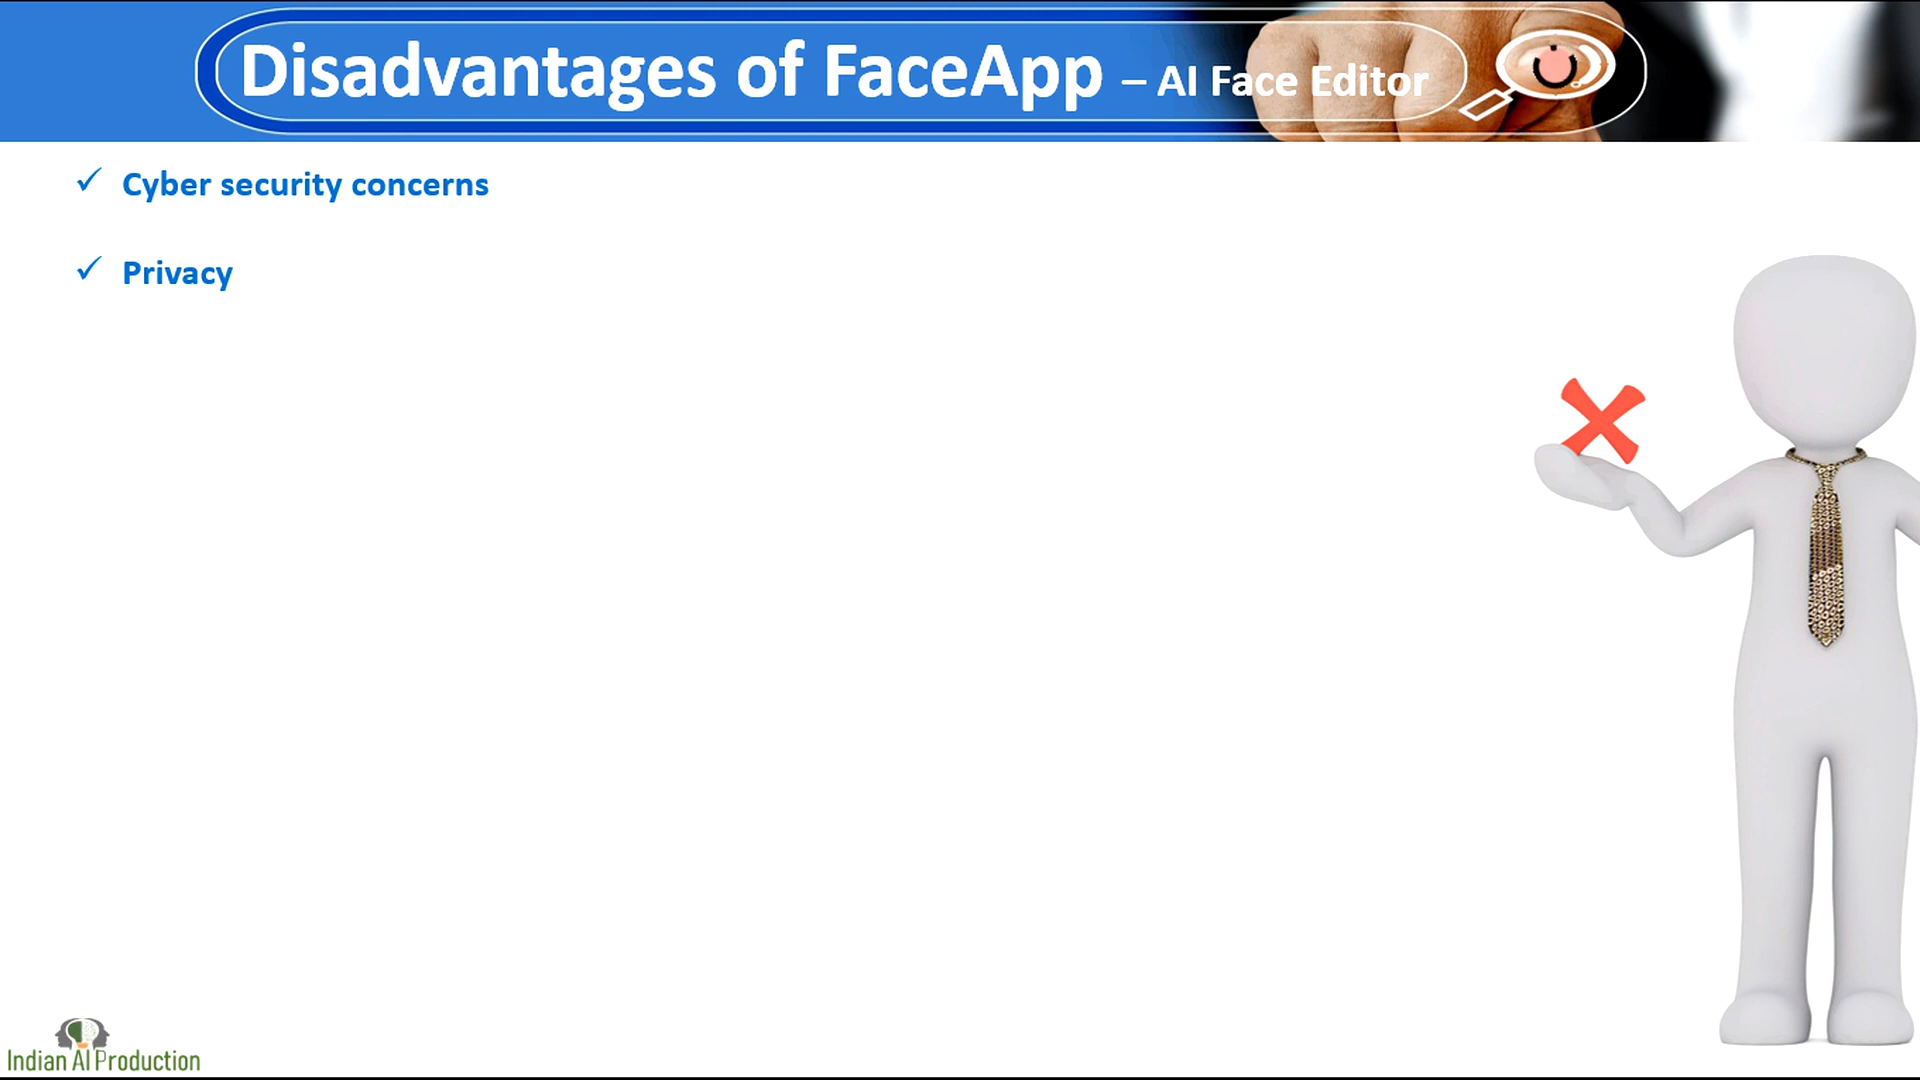 Disadvantages of FaceApp – AI Face Editor
Cyber security concerns
Privacy
Indian AI Production